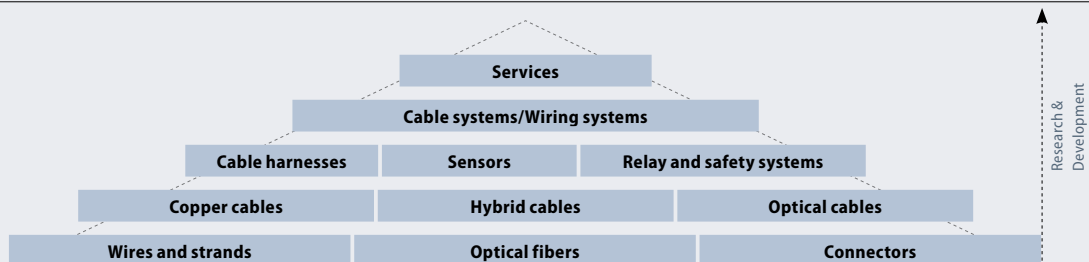 Services
Cable systems/Wiring systems
Cable harnesses
Sensors
Relay and safety systems
Copper cables
Hybrid cables
Optical cables
Wires and strands
Optical fibers
Connectors
Research &
Development